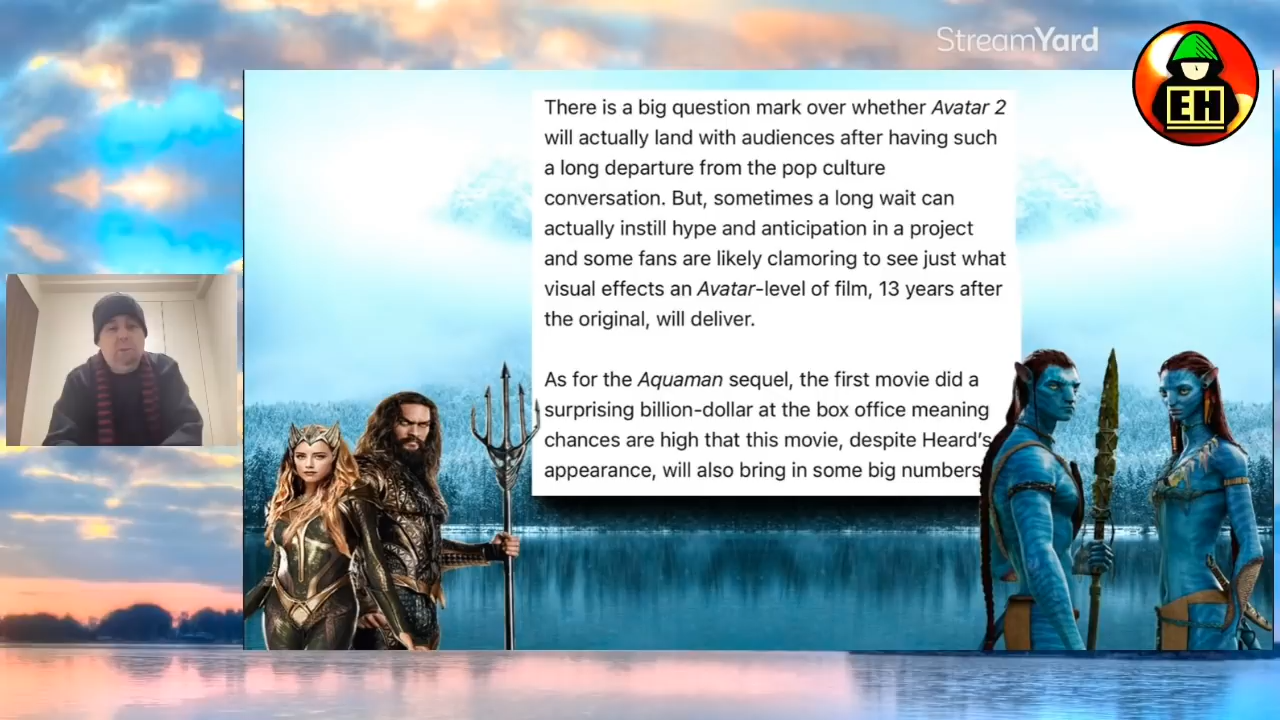 StreamYard
EH
There is a big question mark over whether Avatar 2
will actually land with audiences after having such
a long departure from the pop culture
conversation. But, sometimes a long wait can
actually instill hype and anticipation in a project
and some fans are likely clamoring to see just what
visual effects an Avatar-level of film, 13 years after
the original, will deliver.
As for the Aquaman sequel, the first movie did a
surprising billion-dollar at the box office meaning
chances are high that this movie, despite Heard's
appearance, will also bring in some big numbers